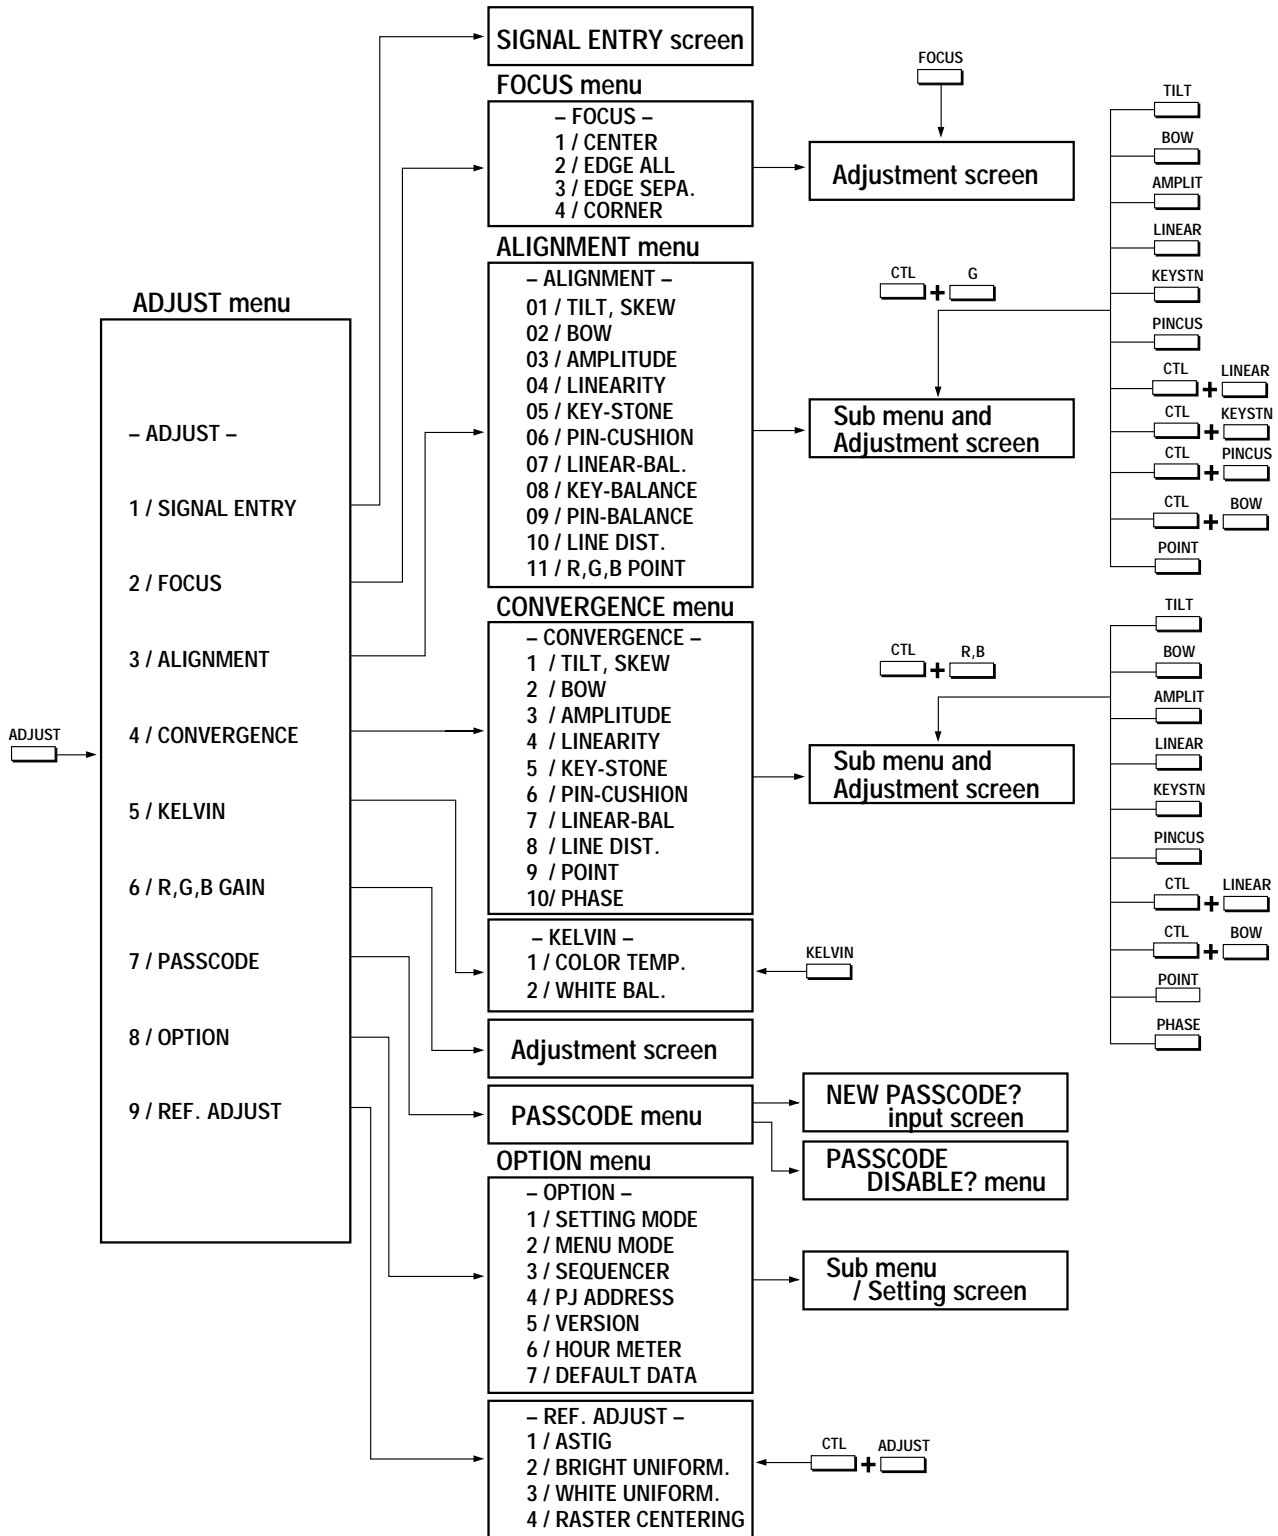 SIGNAL ENTRY screen
FOCUS menu
– FOCUS –
1 / CENTER
2 / EDGE ALL
3 / EDGE SEPA.
4 / CORNER
FOCUS
Adjustment screen
ALIGNMENT menu
– ALIGNMENT –
01 / TILT, SKEW
02 / BOW
03 / AMPLITUDE
04 / LINEARITY
05 / KEY-STONE
06 / PIN-CUSHION
07 / LINEAR-BAL.
08 / KEY-BALANCE
09 / PIN-BALANCE
10 / LINE DIST.
11 / R,G,B POINT
CTL + G
Sub menu and
Adjustment screen
TILT
BOW
AMPLIT
LINEAR
KEYSTN
PINCUS
CTL + LINEAR
CTL + KEYSTN
CTL + PINCUS
CTL + BOW
POINT
ADJUST menu
– ADJUST –
1 / SIGNAL ENTRY
2 / FOCUS
3 / ALIGNMENT
4 / CONVERGENCE
5 / KELVIN
6 / R,G,B GAIN
7 / PASSCODE
8 / OPTION
9 / REF. ADJUST
ADJUST
CONVERGENCE menu
– CONVERGENCE –
1 / TILT, SKEW
2 / BOW
3 / AMPLITUDE
4 / LINEARITY
5 / KEY-STONE
6 / PIN-CUSHION
7 / LINEAR-BAL
8 / LINE DIST.
9 / POINT
10/ PHASE
CTL + R,B
Sub menu and
Adjustment screen
TILT
BOW
AMPLIT
LINEAR
KEYSTN
PINCUS
CTL + LINEAR
CTL + BOW
POINT
PHASE
– KELVIN –
1 / COLOR TEMP.
2 / WHITE BAL.
KELVIN
Adjustment screen
PASSCODE menu
NEW PASSCODE?
input screen
PASSCODE
DISABLE? menu
OPTION menu
– OPTION –
1 / SETTING MODE
2 / MENU MODE
3 / SEQUENCER
4 / PJ ADDRESS
5 / VERSION
6 / HOUR METER
7 / DEFAULT DATA
Sub menu
/ Setting screen
– REF. ADJUST –
1 / ASTIG
2 / BRIGHT UNIFORM.
3 / WHITE UNIFORM.
4 / RASTER CENTERING
CTL + ADJUST